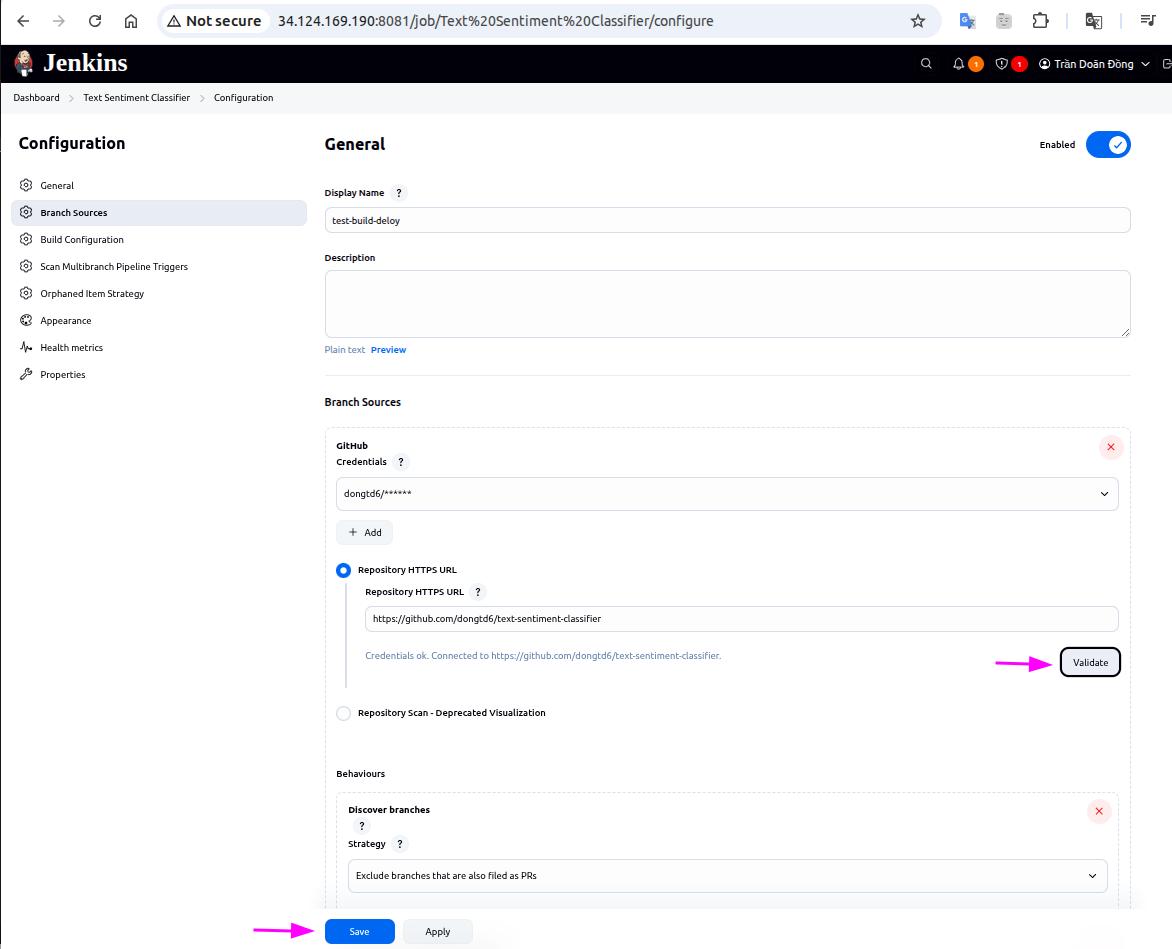 Not secure
34.124.169.190:8081/job/Text%20Sentiment%20Classifier/configure
Jenkins
1
1
Trần Doãn Đồng
Dashboard
Text Sentiment Classifier
Configuration
Configuration
General
Branch Sources
Build Configuration
Scan Multibranch Pipeline Triggers
Orphaned Item Strategy
Appearance
Health metrics
Properties
General
Enabled
Display Name ?
test-build-deloy
Description
Plain text Preview
Branch Sources
GitHub
Credentials ?
dongtd6/******
+ Add
Repository HTTPS URL
Repository HTTPS URL ?
https://github.com/dongtd6/text-sentiment-classifier
Credentials ok. Connected to https://github.com/dongtd6/text-sentiment-classifier.
Validate
Repository Scan - Deprecated Visualization
Behaviours
Discover branches
?
Strategy ?
Exclude branches that are also filed as PRs
Save
Apply